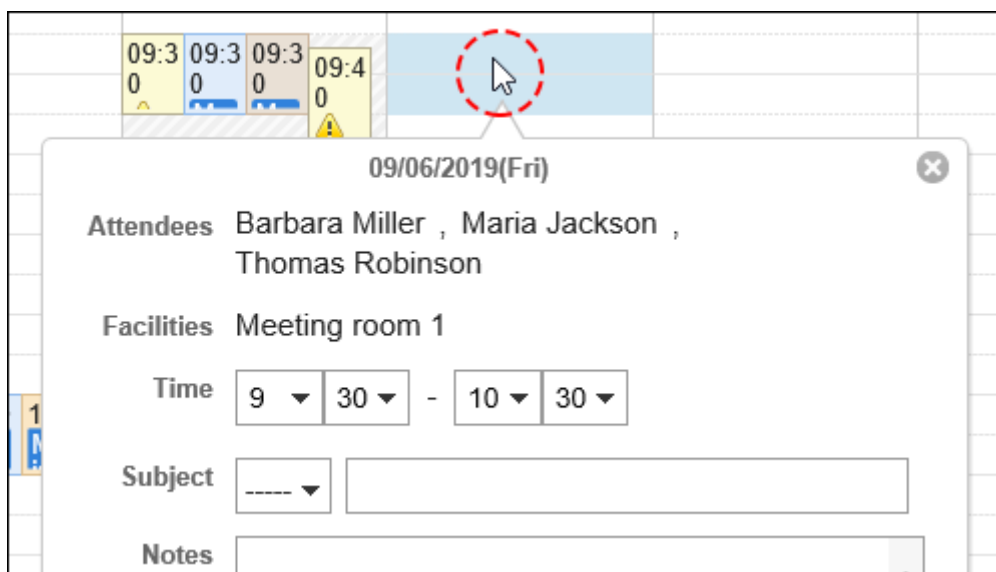 09:3 09:3 09:3 09:4
0 0 0 0
09/06/2019(Fri)
Attendees Barbara Miller , Maria Jackson ,
Thomas Robinson
Facilities Meeting room 1
Time 9 30 - 10 30
1
Subject -----
Notes